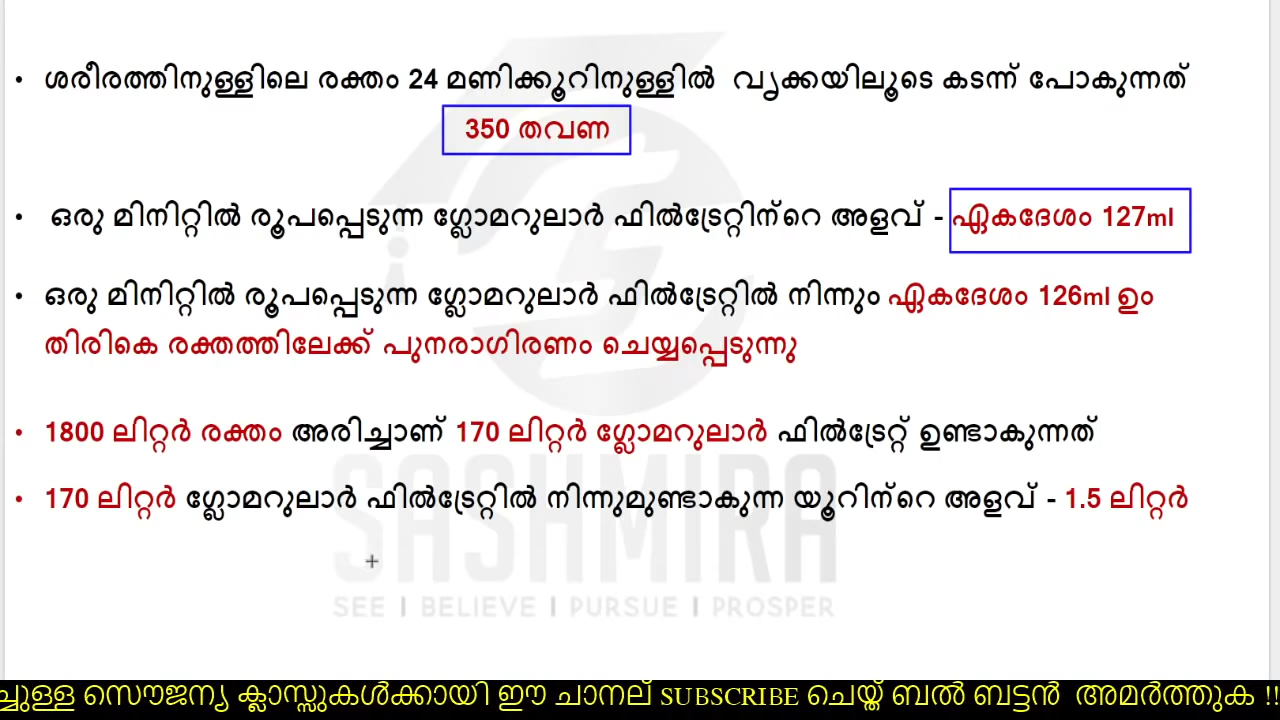 • ശരീരത്തിനുള്ളിലെ രക്തം 24 മണിക്കൂറിനുള്ളിൽ വൃക്കയിലൂടെ കടന്ന് പോകുന്നത്
350 തവണ
• ഒരു മിനിറ്റിൽ രൂപപ്പെടുന്ന ഗ്ലോമറുലാർ ഫിൽട്രേറ്റിന്റെ അളവ് - ഏകദേശം 127ml
• ഒരു മിനിറ്റിൽ രൂപപ്പെടുന്ന ഗ്ലോമറുലാർ ഫിൽട്രേറ്റിൽ നിന്നും ഏകദേശം 126ml ഉം
തിരികെ രക്തത്തിലേക്ക് പുനരാഗിരണം ചെയ്യപ്പെടുന്നു
• 1800 ലിറ്റർ രക്തം അരിച്ചാണ് 170 ലിറ്റർ ഗ്ലോമറുലാർ ഫിൽട്രേറ്റ് ഉണ്ടാകുന്നത്
• 170 ലിറ്റർ ഗ്ലോമറുലാർ ഫിൽട്രേറ്റിൽ നിന്നുമുണ്ടാകുന്ന യൂറിന്റെ അളവ് - 1.5 ലിറ്റർ
SASHMIRA
SEE | BELIEVE | PURSUE | PROSPER
ച്ചുള്ള സൌജന്യ ക്ലാസ്സുകൾക്കായി ഈ ചാനല് SUBSCRIBE ചെയ്ത് ബൽ ബട്ടൻ അമർത്തുക !!